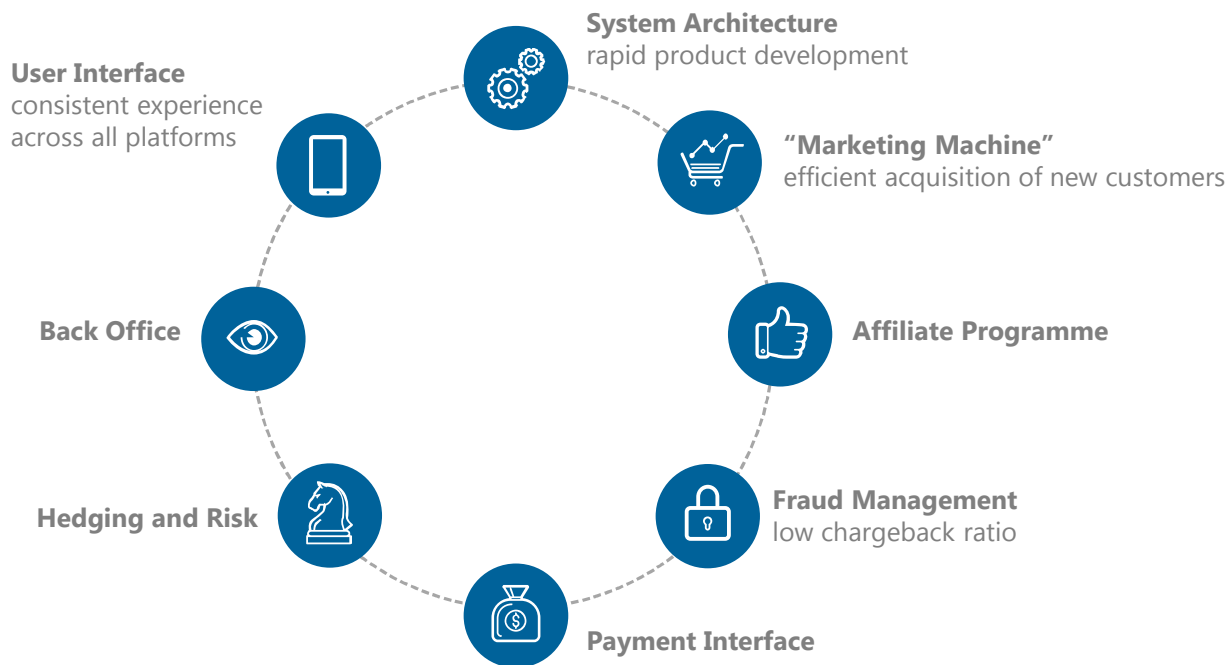 System Architecture
rapid product development
User Interface
consistent experience
across all platforms
“Marketing Machine”
efficient acquisition of new customers
Back Office
Affiliate Programme
Hedging and Risk
Fraud Management
low chargeback ratio
$
Payment Interface